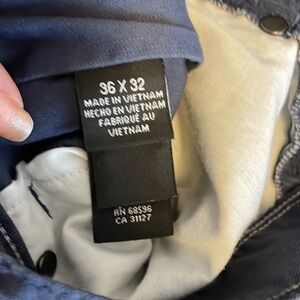 36 X 32
MADE IN VIETNAM
HECHO EN VIETNAM
FABRIQUÉ AU
VIETNAM
RN 68596
CA 31127